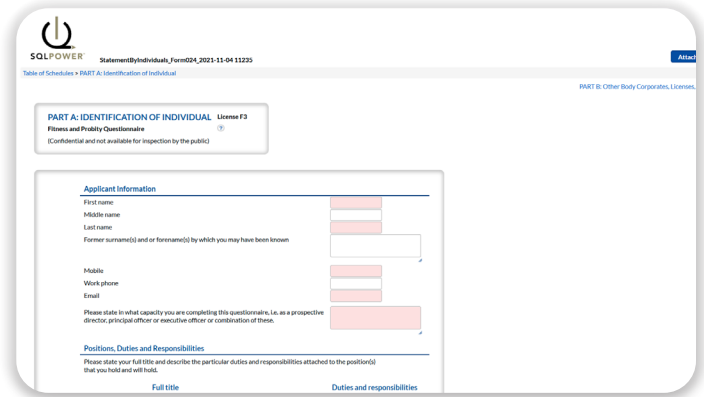 SQLPOWER
StatementByIndividuals_Form024_2021-11-04 11235
Attach
Table of Schedules > PART A: Identification of Individual
PART B: Other Body Corporates, Licenses,
PART A: IDENTIFICATION OF INDIVIDUAL License F3
Fitness and Probity Questionnaire ?
(Confidential and not available for inspection by the public)
Applicant Information
First name
Middle name
Last name
Former surname(s) and or forename(s) by which you may have been known
Mobile
Work phone
Email
Please state in what capacity you are completing this questionnaire, i.e. as a prospective
director, principal officer or executive officer or combination of these.
Positions, Duties and Responsibilities
Please state your full title and describe the particular duties and responsibilities attached to the position(s)
that you hold and will hold.
Full title Duties and responsibilities